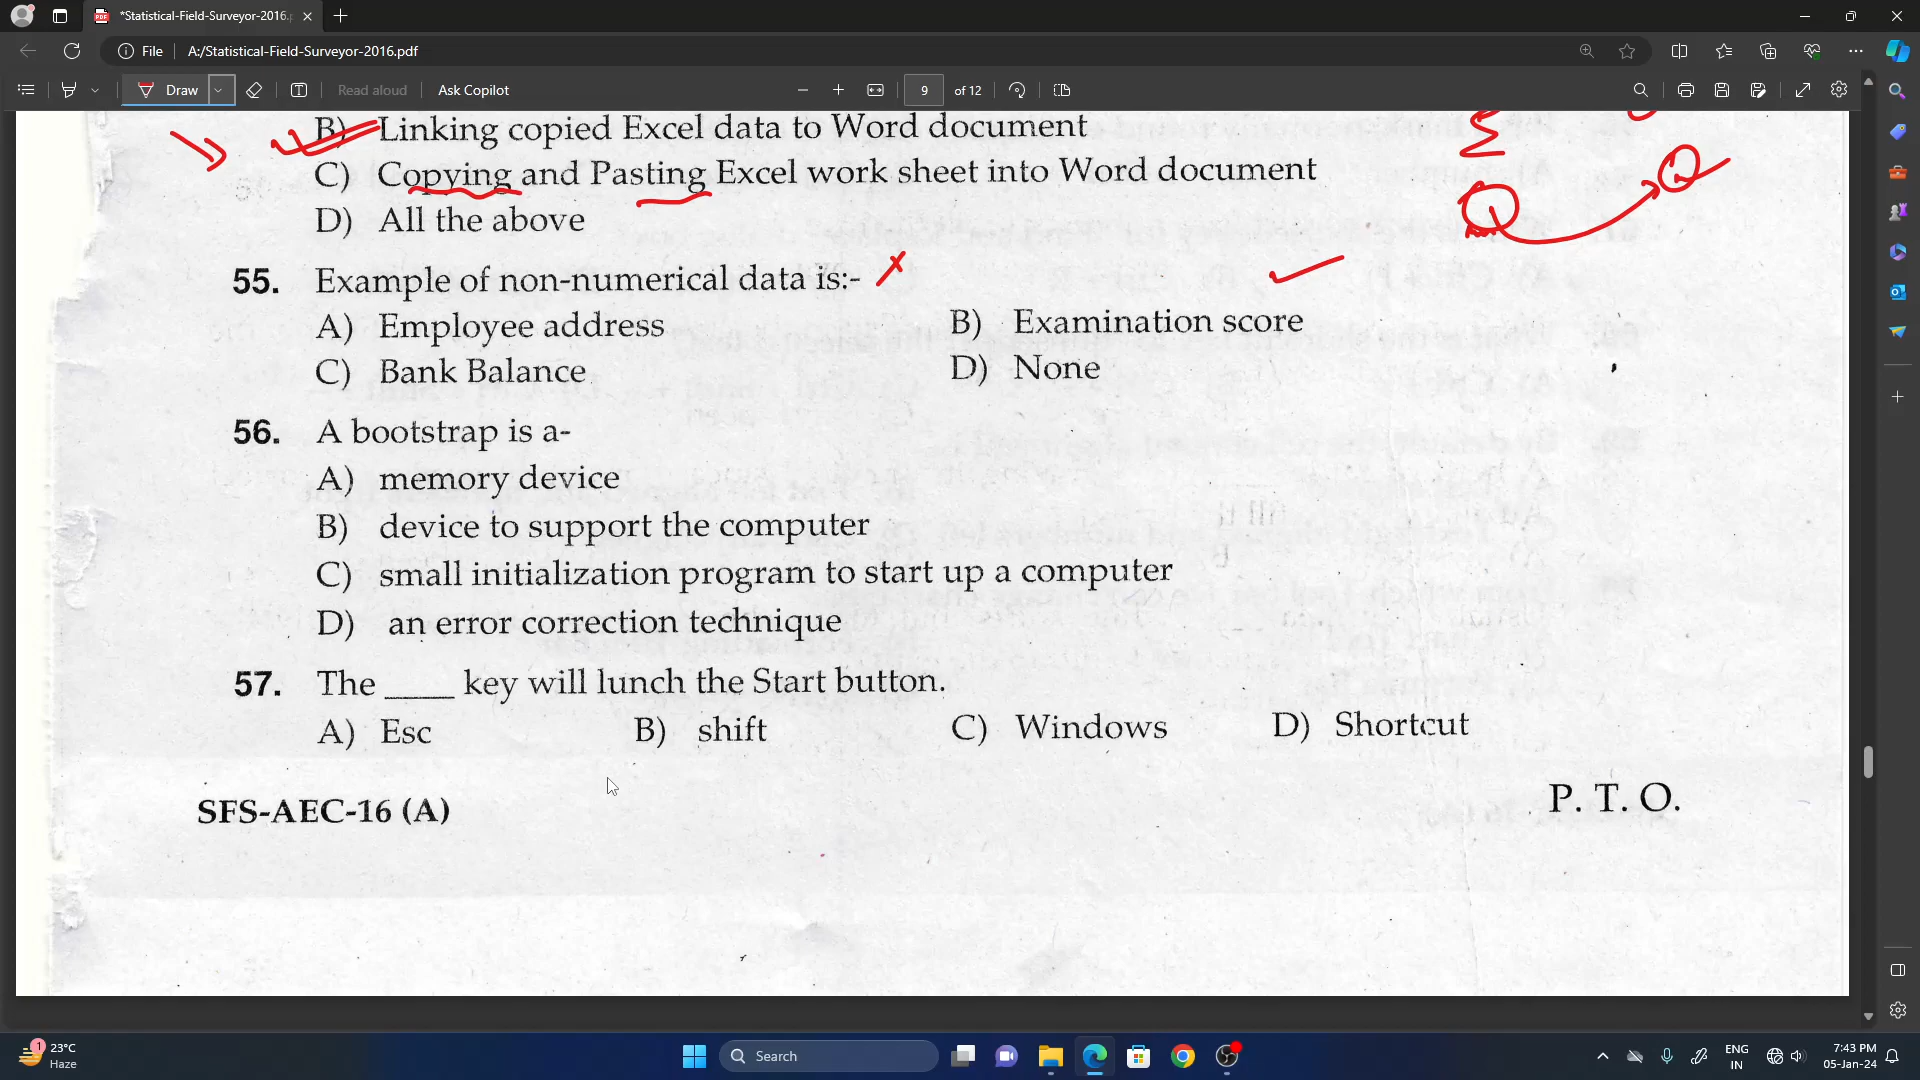 *Statistical-Field-Surveyor-2016.p
File
A:/Statistical-Field-Surveyor-2016.pdf
Draw
Read aloud
Ask Copilot
9
of 12
B) Linking copied Excel data to Word document
C) Copying and Pasting Excel work sheet into Word document
D) All the above
55. Example of non-numerical data is:-
A) Employee address
B) Examination score
C) Bank Balance
D) None
56. A bootstrap is a-
A) memory device
B) device to support the computer
C) small initialization program to start up a computer
D) an error correction technique
57. The ____ key will lunch the Start button.
A) Esc
B) shift
C) Windows
D) Shortcut
SFS-AEC-16 (A)
P. T. O.
1
23°C
Haze
Search
ENG
IN
7:43 PM
05-Jan-24